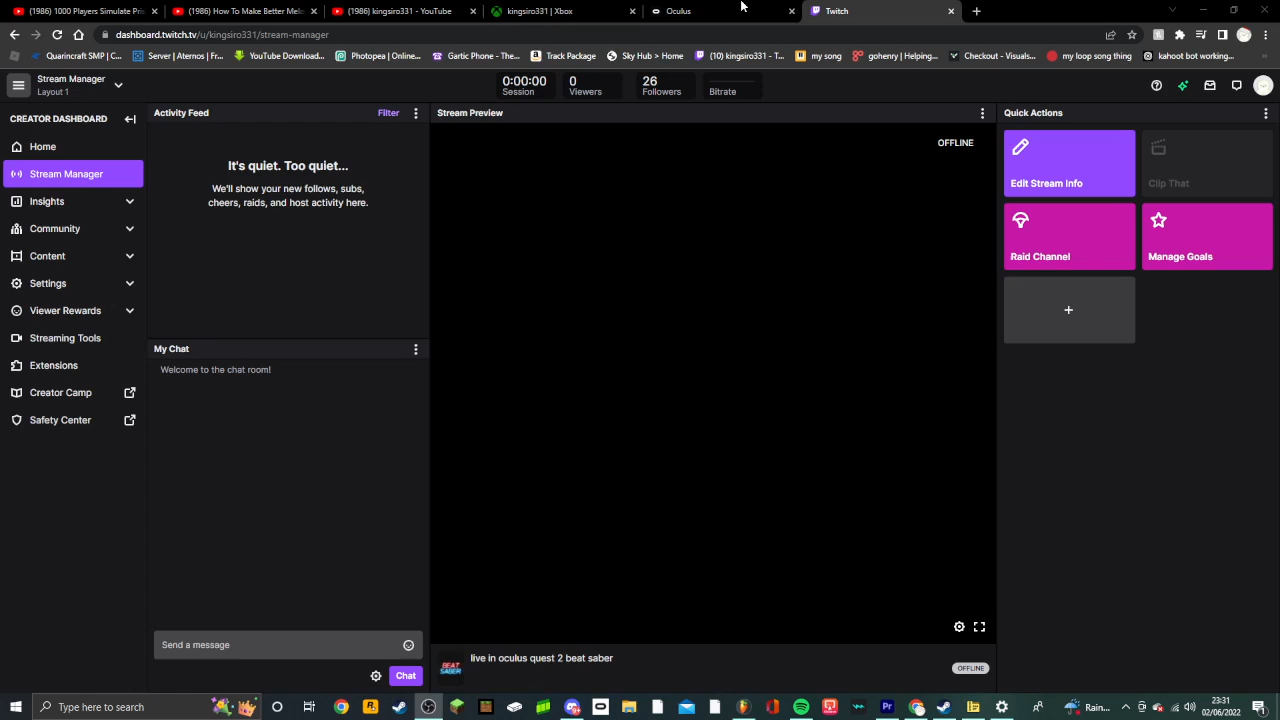 (1986) 1000 Players Simulate Pri
(1986) How To Make Better Mel
(1986) kingsiro331 - YouTube
kingsiro331 | Xbox
Oculus
Twitch
dashboard.twitch.tv/u/kingsiro331/stream-manager
Quaricraft SMP | C...
Server | Aternos | F...
YouTube Download...
Photopea | Online...
Gartic Phone - The...
Track Package
Sky Hub > Home
(10) kingsiro331 - T...
my song
gohenry | Question...
Checkout – Visuals...
my loop song thing
kahoot bot working...
Stream Manager
Layout 1
0:00:00
Session
0
Viewers
26
Followers
Bitrate
CREATOR DASHBOARD
Home
Stream Manager
Insights
Community
Content
Settings
Viewer Rewards
Streaming Tools
Extensions
Creator Camp
Safety Center
Activity Feed
Filter
It's quiet. Too quiet...
We'll show your new follows, subs,
cheers, raids, and host activity here.
My Chat
Welcome to the chat room!
Send a message
Chat
Stream Preview
OFFLINE
BEAT
SABER
live in oculus quest 2 beat saber
OFFLINE
Quick Actions
Edit Stream Info
Clip That
Raid Channel
Manage Goals
Type here to search
Rain...
23:31
02/06/2022